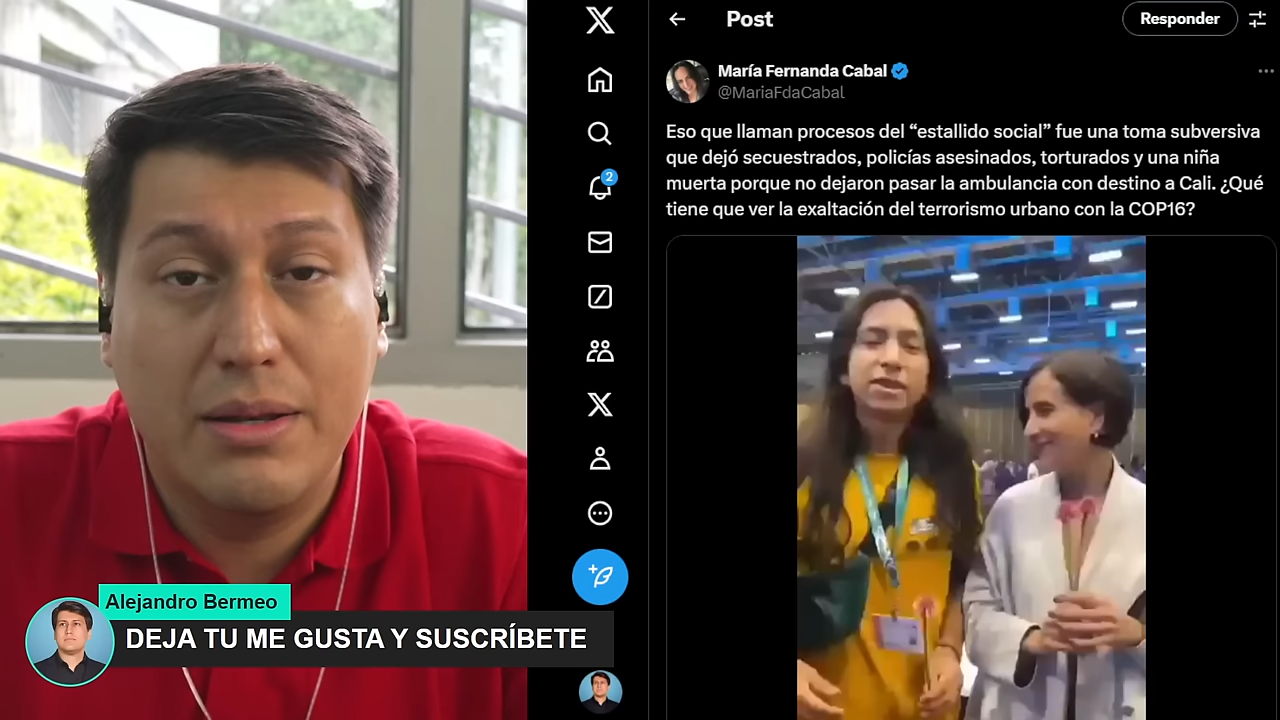 Post
Responder
María Fernanda Cabal
@MariaFdaCabal
Eso que llaman procesos del “estallido social” fue una toma subversiva
que dejó secuestrados, policías asesinados, torturados y una niña
muerta porque no dejaron pasar la ambulancia con destino a Cali. ¿Qué
tiene que ver la exaltación del terrorismo urbano con la COP16?
2
Alejandro Bermeo
DEJA TU ME GUSTA Y SUSCRÍBETE